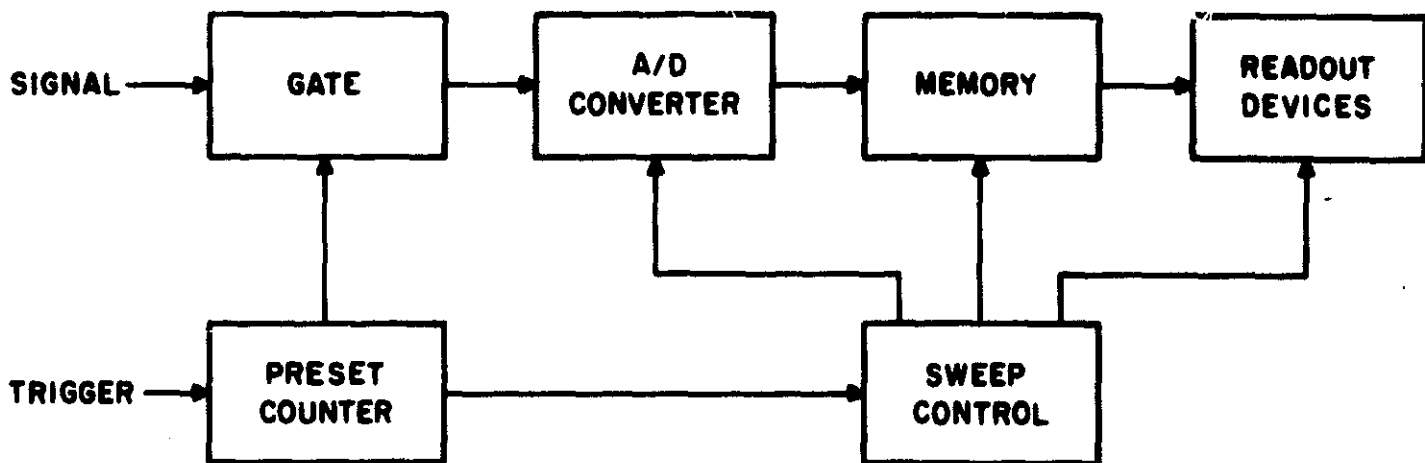 SIGNAL
GATE
A/D
CONVERTER
MEMORY
READOUT
DEVICES
TRIGGER
PRESET
COUNTER
SWEEP
CONTROL